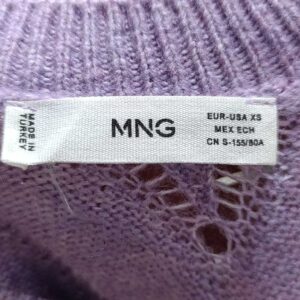 MADE IN
TURKEY
MNG
EUR-USA XS
MEX ECH
CN S-155/80A